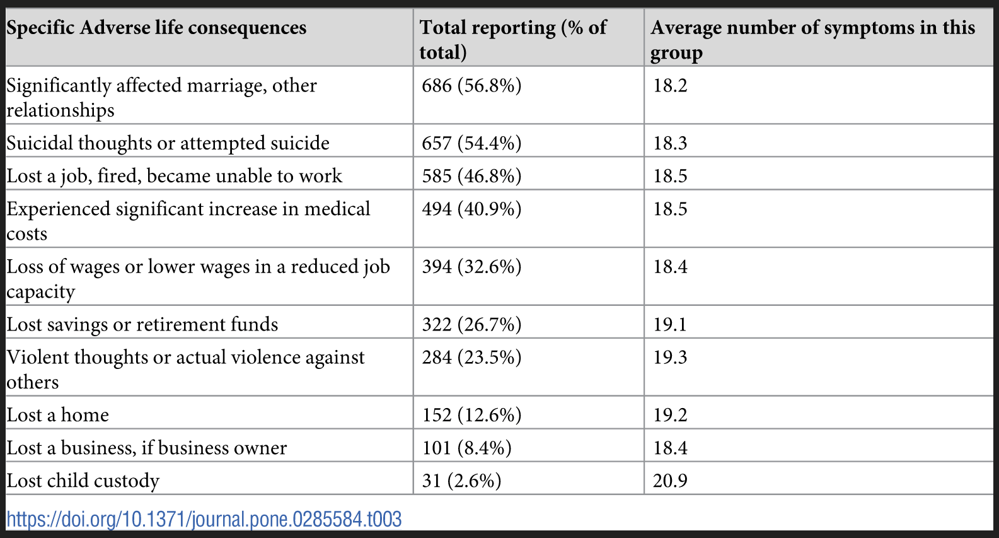 Specific Adverse life consequences
Total reporting (% of
total)
Average number of symptoms in this
group
Significantly affected marriage, other
relationships
686 (56.8%)
18.2
Suicidal thoughts or attempted suicide
657 (54.4%)
18.3
Lost a job, fired, became unable to work
585 (46.8%)
18.5
Experienced significant increase in medical
costs
494 (40.9%)
18.5
Loss of wages or lower wages in a reduced job
capacity
394 (32.6%)
18.4
Lost savings or retirement funds
322 (26.7%)
19.1
Violent thoughts or actual violence against
others
284 (23.5%)
19.3
Lost a home
152 (12.6%)
19.2
Lost a business, if business owner
101 (8.4%)
18.4
Lost child custody
31 (2.6%)
20.9
https://doi.org/10.1371/journal.pone.0285584.t003